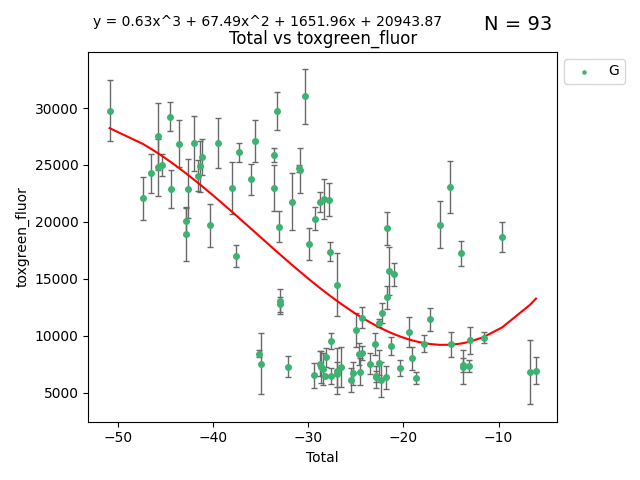 y = 0.63x^3 + 67.49x^2 + 1651.96x + 20943.87
N = 93
Total vs toxgreen_fluor
G
30000
25000
20000
15000
10000
5000
toxgreen_fluor
−50
−40
−30
−20
−10
Total